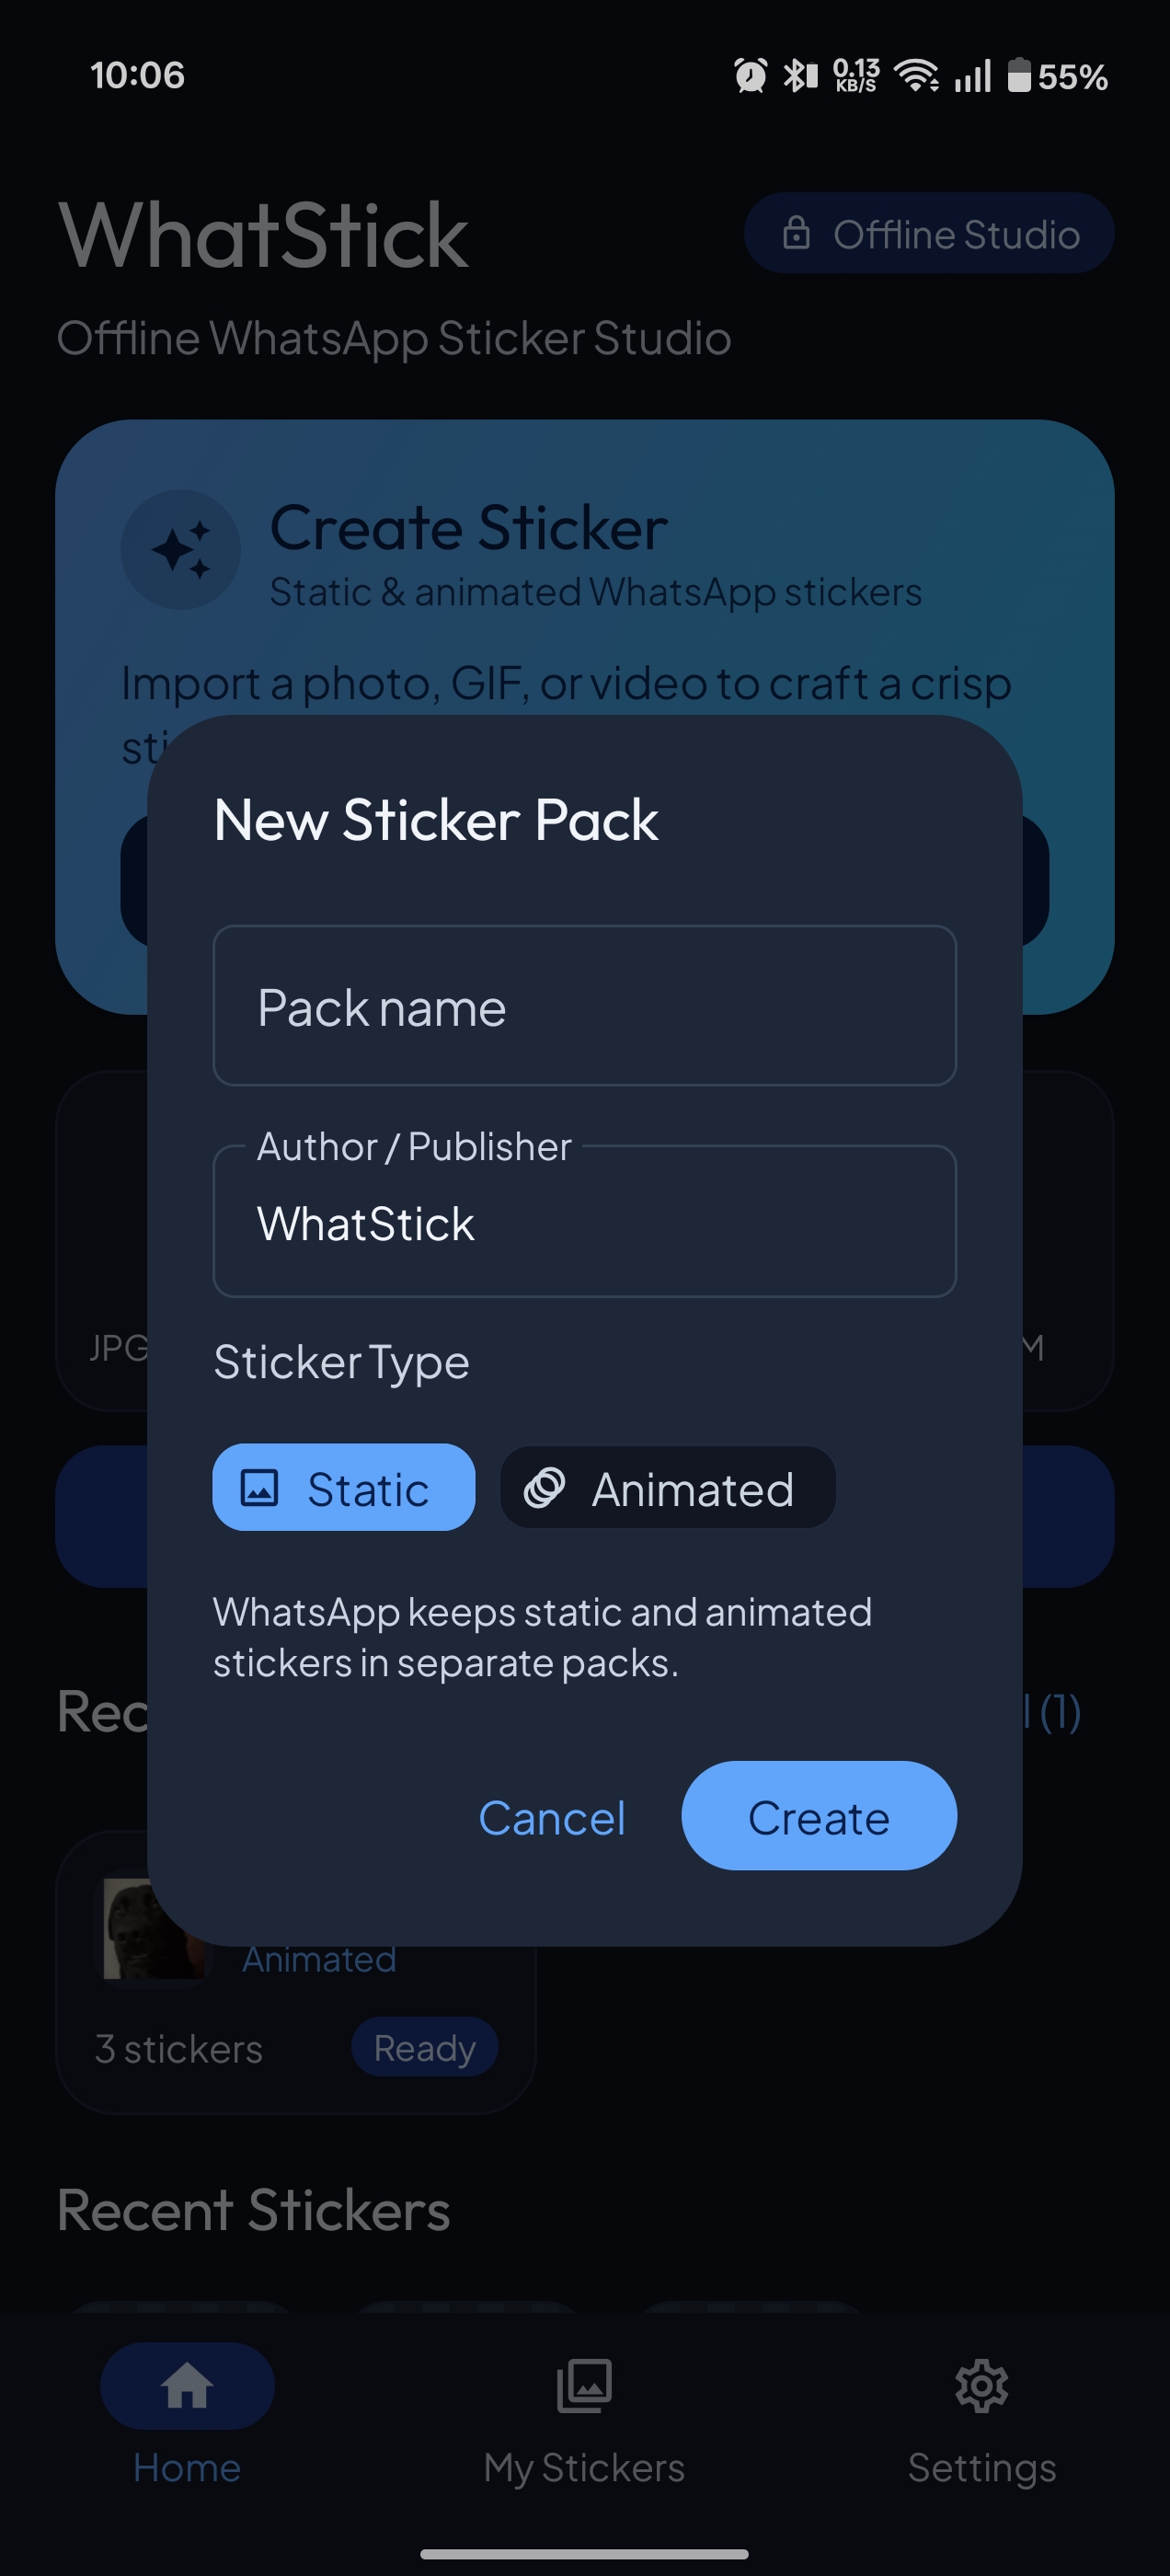 10:06
0.13
KB/S
55%
WhatStick
Offline Studio
Offline WhatsApp Sticker Studio
Create Sticker
Static & animated WhatsApp stickers
Import a photo, GIF, or video to craft a crisp
New Sticker Pack
Pack name
Author / Publisher
WhatStick
JPG
Sticker Type
Static
Animated
WhatsApp keeps static and animated
stickers in separate packs.
(1)
Cancel
Create
Animated
3 stickers
Ready
Recent Stickers
Home
My Stickers
Settings